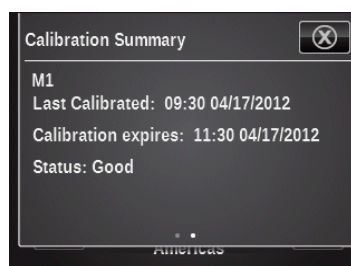 Calibration Summary
M1
Last Calibrated: 09:30 04/17/2012
Calibration expires: 11:30 04/17/2012
Status: Good
Americas